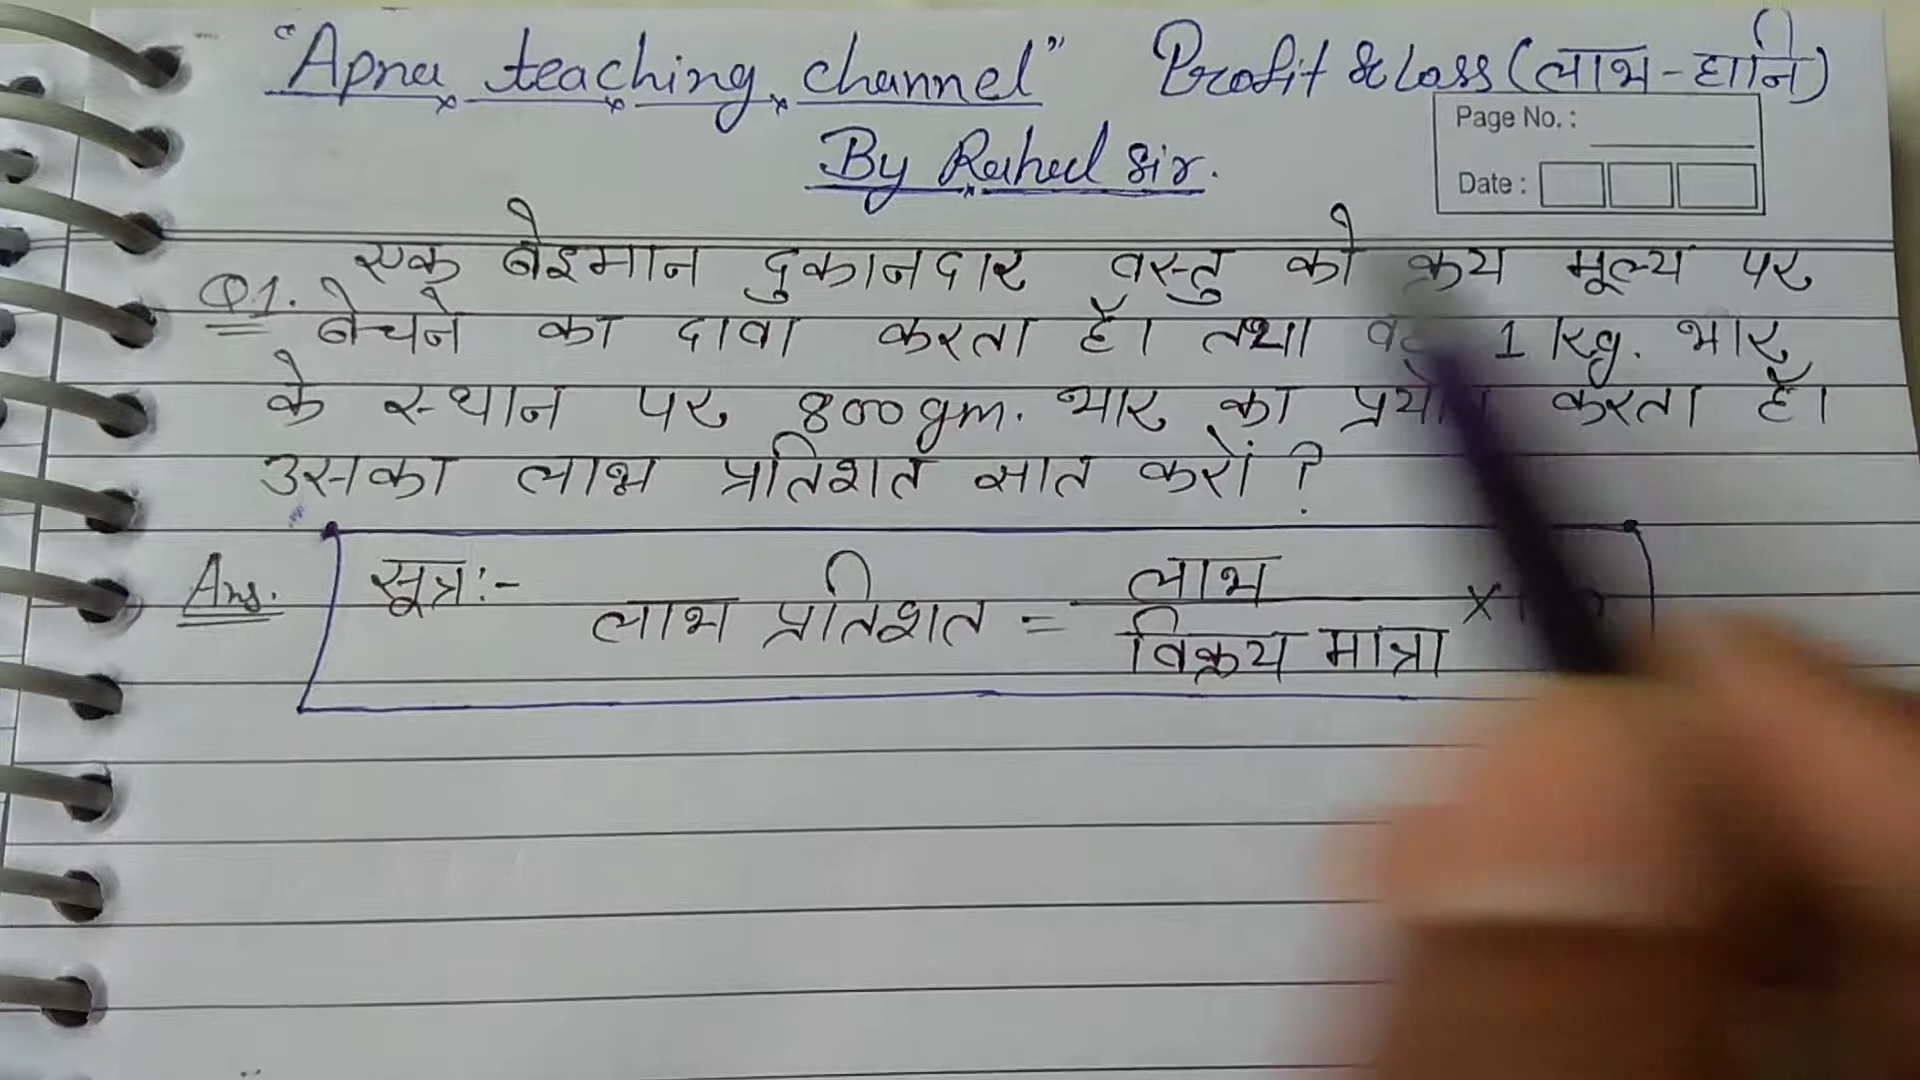 "Apna teaching channel" Profit & Loss (लाभ-हानि)
By Rahul Sir.
Page No. :
Date :
Q1. एक बेइमान दुकानदार वस्तु को क्रय मूल्य पर
बेचने का दावा करता है। तथा 1 Kg. भार
के स्थान पर 800 gm. भार का प्रयोग करता है।
उसका लाभ प्रतिशत ज्ञात करों ?
Ans. सूत्र:-
लाभ प्रतिशत = लाभ
विक्रय मात्रा ×